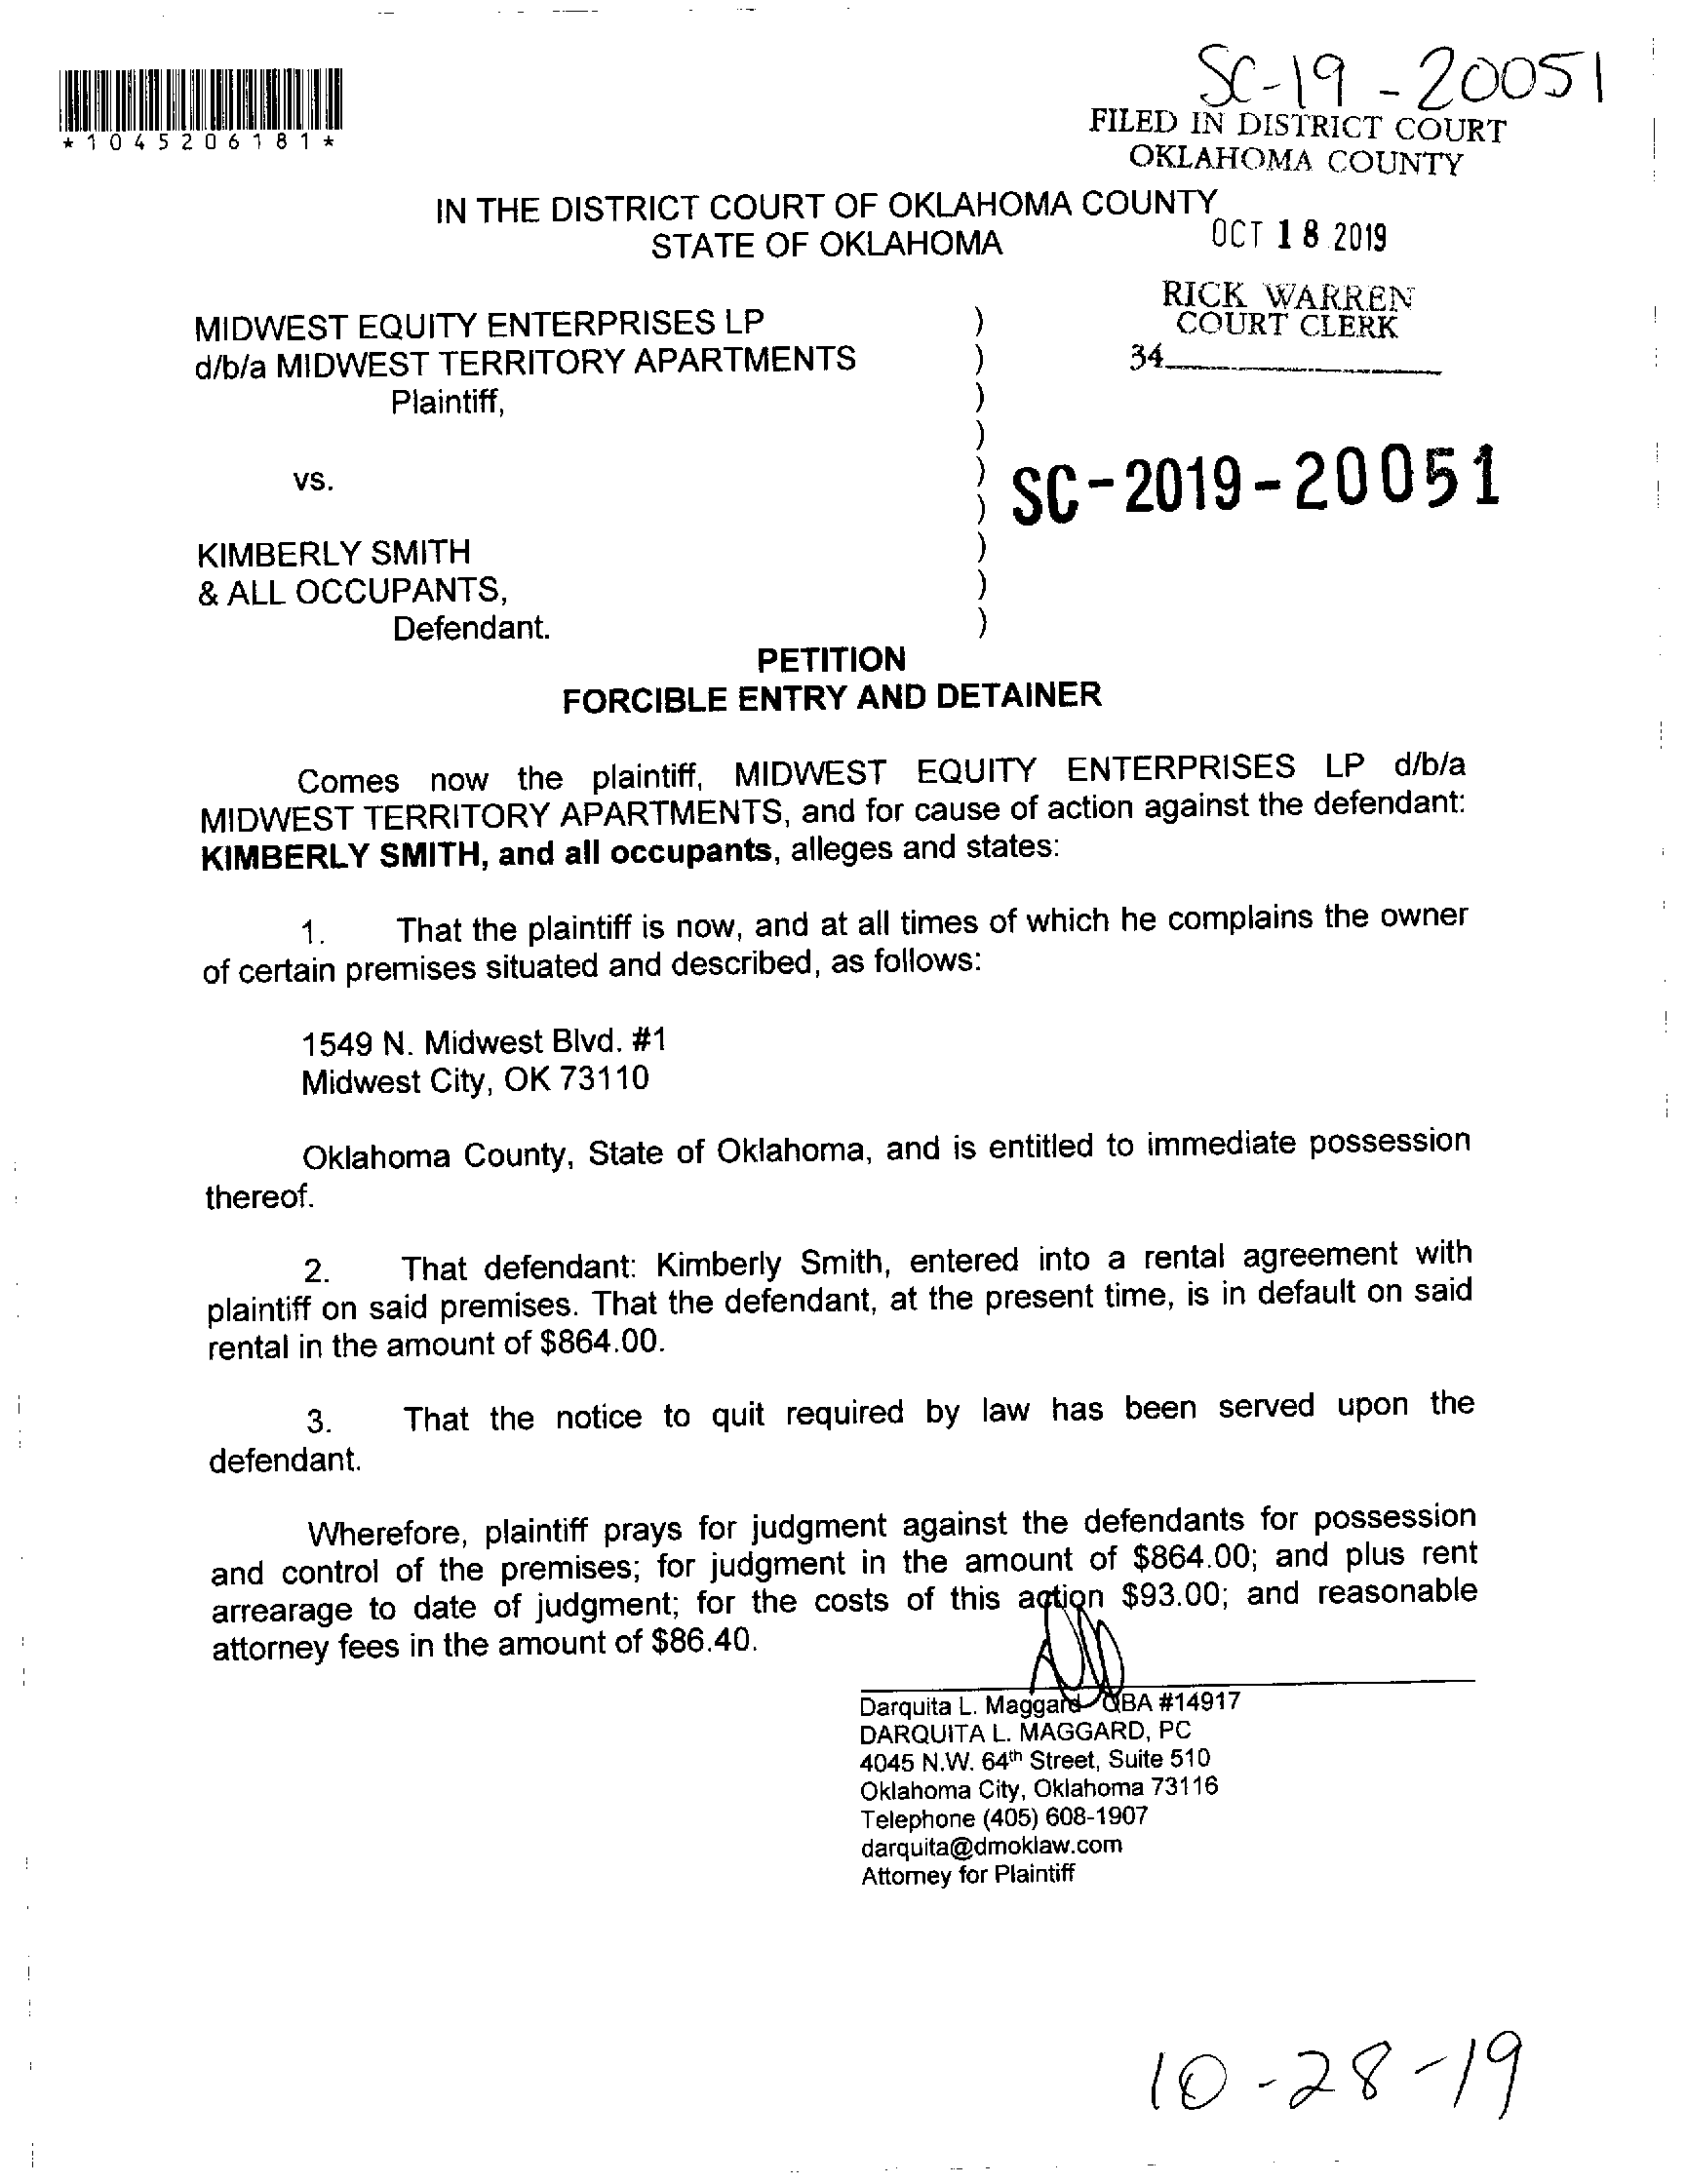 SC-19-20051
*1045206181*
FILED IN DISTRICT COURT
OKLAHOMA COUNTY
IN THE DISTRICT COURT OF OKLAHOMA COUNTY
STATE OF OKLAHOMA
OCT 18 2019
RICK WARREN
COURT CLERK
34
MIDWEST EQUITY ENTERPRISES LP )
d/b/a MIDWEST TERRITORY APARTMENTS )
Plaintiff, )
)
vs. )
)
SC-2019-20051
KIMBERLY SMITH )
& ALL OCCUPANTS, )
Defendant. )
PETITION
FORCIBLE ENTRY AND DETAINER
Comes now the plaintiff, MIDWEST EQUITY ENTERPRISES LP d/b/a
MIDWEST TERRITORY APARTMENTS, and for cause of action against the defendant:
KIMBERLY SMITH, and all occupants, alleges and states:
1. That the plaintiff is now, and at all times of which he complains the owner
of certain premises situated and described, as follows:
1549 N. Midwest Blvd. #1
Midwest City, OK 73110
Oklahoma County, State of Oklahoma, and is entitled to immediate possession
thereof.
2. That defendant: Kimberly Smith, entered into a rental agreement with
plaintiff on said premises. That the defendant, at the present time, is in default on said
rental in the amount of $864.00.
3. That the notice to quit required by law has been served upon the
defendant.
Wherefore, plaintiff prays for judgment against the defendants for possession
and control of the premises; for judgment in the amount of $864.00; and plus rent
arrearage to date of judgment; for the costs of this action $93.00; and reasonable
attorney fees in the amount of $86.40.
Darquita L. Maggard OBA #14917
DARQUITA L. MAGGARD, PC
4045 N.W. 64th Street, Suite 510
Oklahoma City, Oklahoma 73116
Telephone (405) 608-1907
darquita@dmoklaw.com
Attorney for Plaintiff
10-28-19